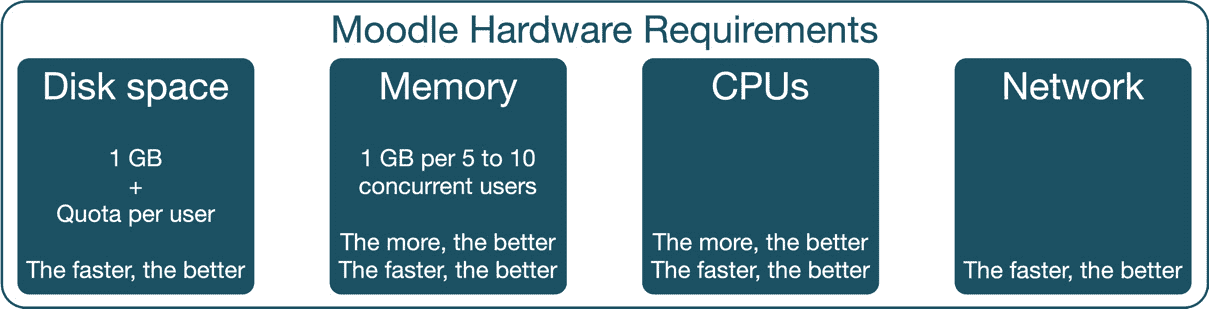 Moodle Hardware Requirements
Disk space
1 GB
+
Quota per user
The faster, the better
Memory
1 GB per 5 to 10
concurrent users
The more, the better
The faster, the better
CPUs
The more, the better
The faster, the better
Network
The faster, the better